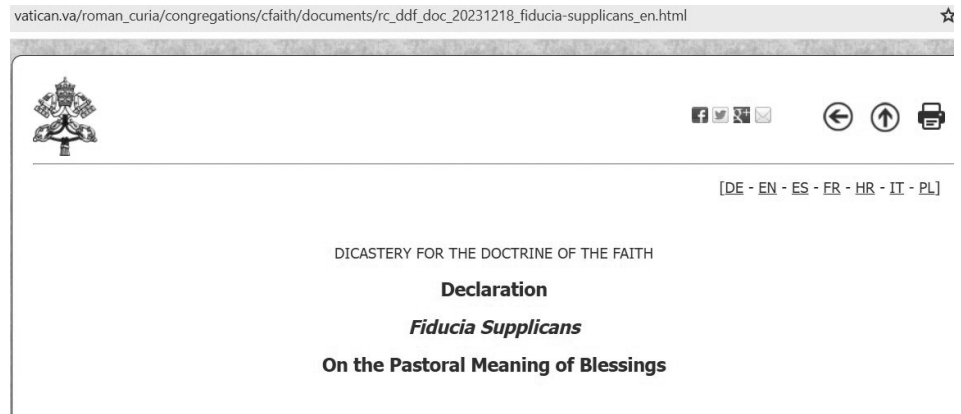 vatican.va/roman_curia/congregations/cfaith/documents/rc_ddf_doc_20231218_fiducia-supplicans_en.html
[DE - EN - ES - FR - HR - IT - PL]
DICASTERY FOR THE DOCTRINE OF THE FAITH
Declaration
Fiducia Supplicans
On the Pastoral Meaning of Blessings